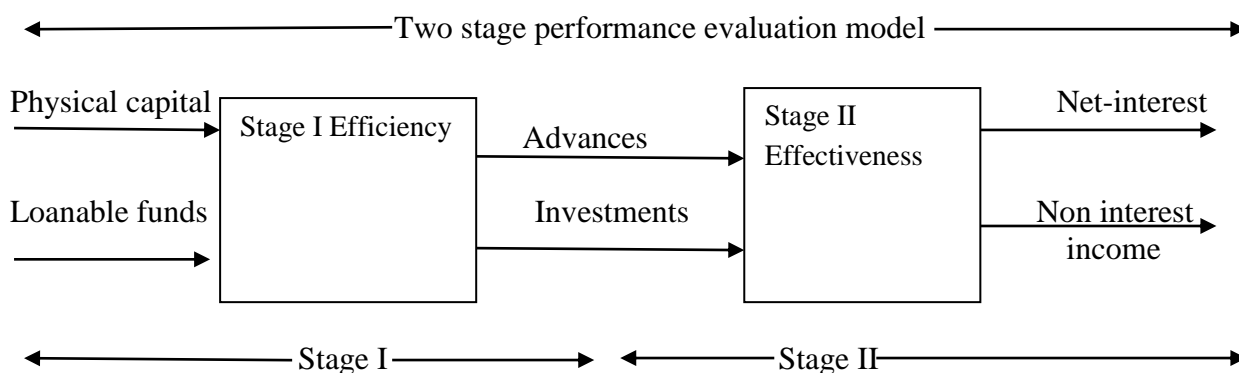 Two stage performance evaluation model
Physical capital
Stage I Efficiency
Advances
Stage II
Effectiveness
Net-interest
Loanable funds
Investments
Non interest
income
Stage I
Stage II